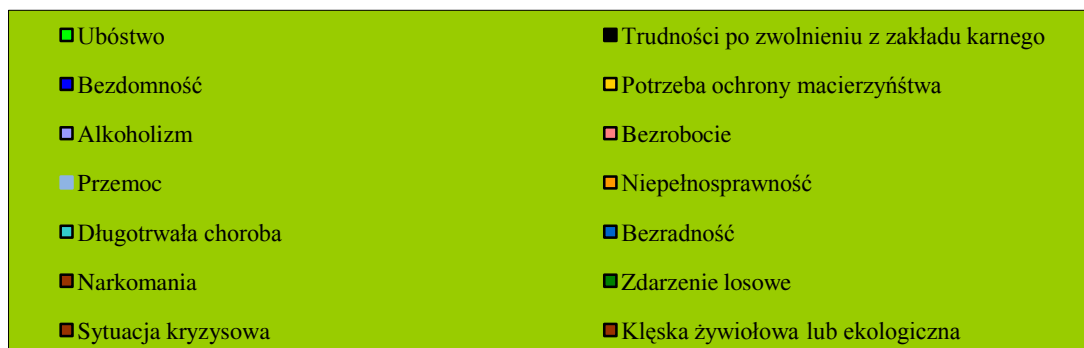 Ubóstwo
Trudności po zwolnieniu z zakładu karnego
Bezdomność
Potrzeba ochrony macierzyńśtwa
Alkoholizm
Bezrobocie
Przemoc
Niepełnosprawność
Długotrwała choroba
Bezradność
Narkomania
Zdarzenie losowe
Sytuacja kryzysowa
Klęska żywiołowa lub ekologiczna